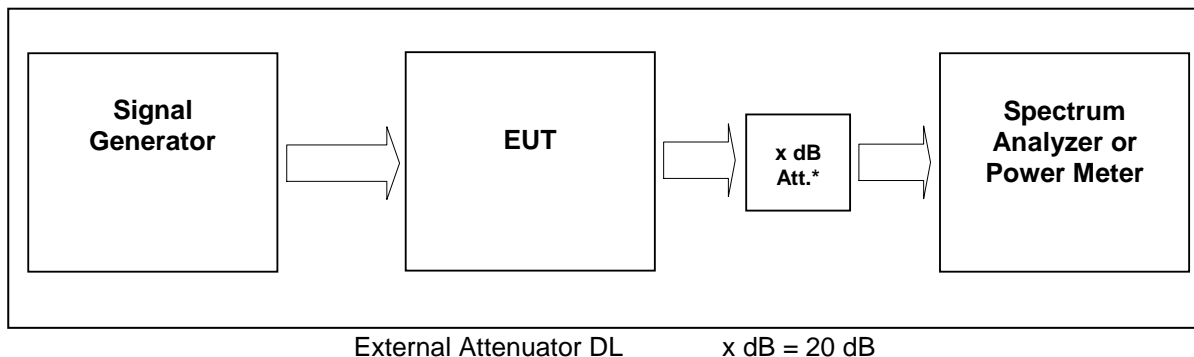 Signal
Generator
EUT
x dB
Att.*
Spectrum
Analyzer or
Power Meter
External Attenuator DL x dB = 20 dB